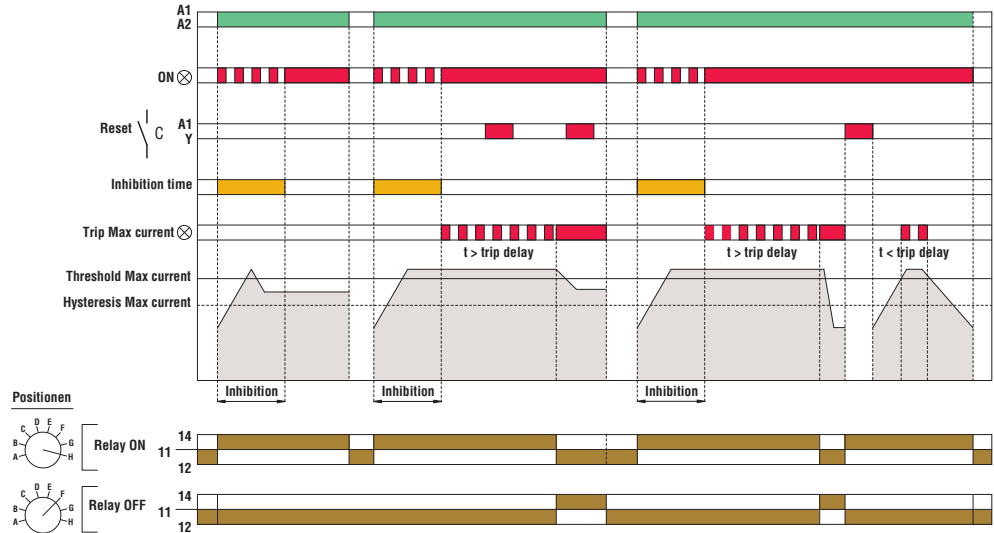 A1
A2
ON
Reset C A1
Y
Inhibition time
Trip Max current
t > trip delay t > trip delay t < trip delay
Threshold Max current
Hysteresis Max current
Inhibition Inhibition Inhibition
Positionen
A B C D E F G H
Relay ON 11 14
12
A B C D E F G H
Relay OFF 11 14
12